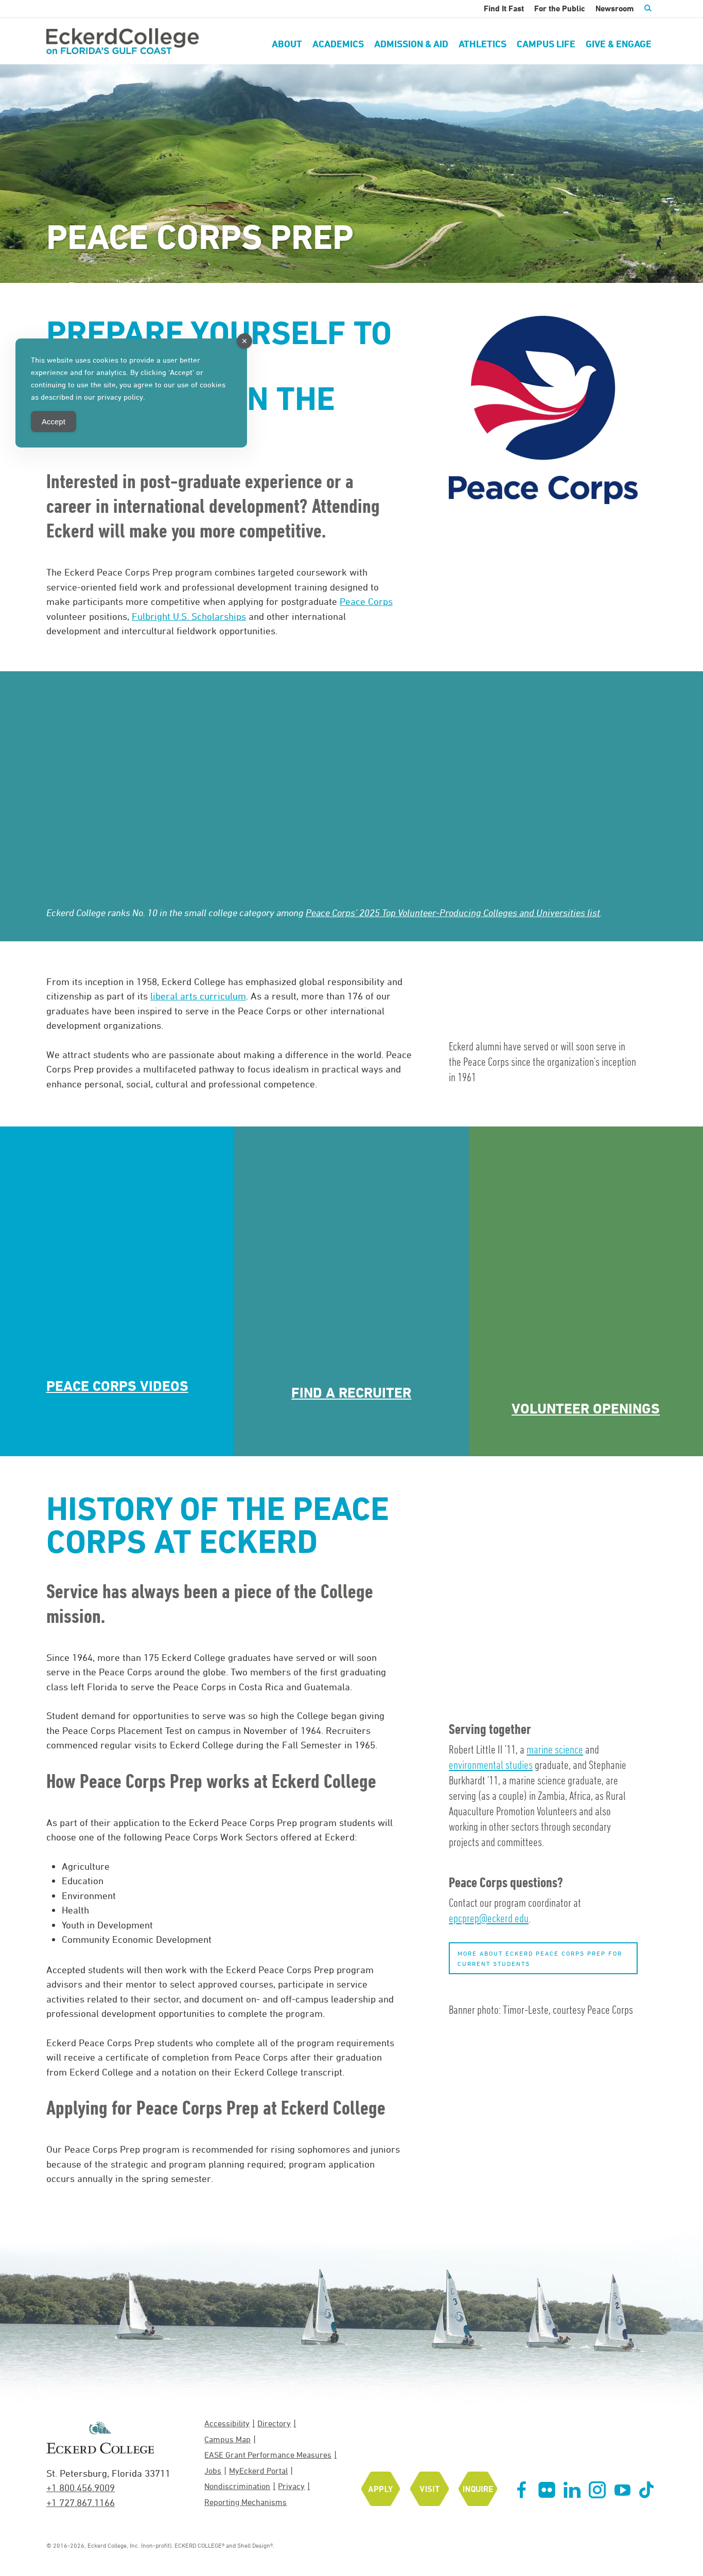 Find It Fast For the Public Newsroom
EckerdCollege
on FLORIDA'S GULF COAST
ABOUT ACADEMICS ADMISSION & AID ATHLETICS CAMPUS LIFE GIVE & ENGAGE
PEACE CORPS PREP
PREPARE YOURSELF TO
N THE
This website uses cookies to provide a user better
experience and for analytics. By clicking 'Accept' or
continuing to use the site, you agree to our use of cookies
as described in our privacy policy.
Accept
Peace Corps
Interested in post-graduate experience or a
career in international development? Attending
Eckerd will make you more competitive.
The Eckerd Peace Corps Prep program combines targeted coursework with
service-oriented field work and professional development training designed to
make participants more competitive when applying for postgraduate Peace Corps
volunteer positions, Fulbright U.S. Scholarships and other international
development and intercultural fieldwork opportunities.
Eckerd College ranks No. 10 in the small college category among Peace Corps' 2025 Top Volunteer-Producing Colleges and Universities list.
From its inception in 1958, Eckerd College has emphasized global responsibility and
citizenship as part of its liberal arts curriculum. As a result, more than 176 of our
graduates have been inspired to serve in the Peace Corps or other international
development organizations.
We attract students who are passionate about making a difference in the world. Peace
Corps Prep provides a multifaceted pathway to focus idealism in practical ways and
enhance personal, social, cultural and professional competence.
Eckerd alumni have served or will soon serve in
the Peace Corps since the organization's inception
in 1961
PEACE CORPS VIDEOS
FIND A RECRUITER
VOLUNTEER OPENINGS
HISTORY OF THE PEACE
CORPS AT ECKERD
Service has always been a piece of the College
mission.
Since 1964, more than 175 Eckerd College graduates have served or will soon
serve in the Peace Corps around the globe. Two members of the first graduating
class left Florida to serve the Peace Corps in Costa Rica and Guatemala.
Student demand for opportunities to serve was so high the College began giving
the Peace Corps Placement Test on campus in November of 1964. Recruiters
commenced regular visits to Eckerd College during the Fall Semester in 1965.
How Peace Corps Prep works at Eckerd College
As part of their application to the Eckerd Peace Corps Prep program students will
choose one of the following Peace Corps Work Sectors offered at Eckerd:
Agriculture
Education
Environment
Health
Youth in Development
Community Economic Development
Accepted students will then work with the Eckerd Peace Corps Prep program
advisors and their mentor to select approved courses, participate in service
activities related to their sector, and document on- and off-campus leadership and
professional development opportunities to complete the program.
Eckerd Peace Corps Prep students who complete all of the program requirements
will receive a certificate of completion from Peace Corps after their graduation
from Eckerd College and a notation on their Eckerd College transcript.
Applying for Peace Corps Prep at Eckerd College
Our Peace Corps Prep program is recommended for rising sophomores and juniors
because of the strategic and program planning required; program application
occurs annually in the spring semester.
Serving together
Robert Little II '11, a marine science and
environmental studies graduate, and Stephanie
Burkhardt '11, a marine science graduate, are
serving (as a couple) in Zambia, Africa, as Rural
Aquaculture Promotion Volunteers and also
working in other sectors through secondary
projects and committees.
Peace Corps questions?
Contact our program coordinator at
epcprep@eckerd.edu.
MORE ABOUT ECKERD PEACE CORPS PREP FOR
CURRENT STUDENTS
Banner photo: Timor-Leste, courtesy Peace Corps
ECKERD COLLEGE
St. Petersburg, Florida 33711
+1 800.456.9009
+1 727.867.1166
Accessibility | Directory |
Campus Map |
EASE Grant Performance Measures |
Jobs | MyEckerd Portal |
Nondiscrimination | Privacy |
Reporting Mechanisms
APPLY VISIT INQUIRE
© 2016-2026, Eckerd College, Inc. (non-profit). ECKERD COLLEGE® and Shell Design®.